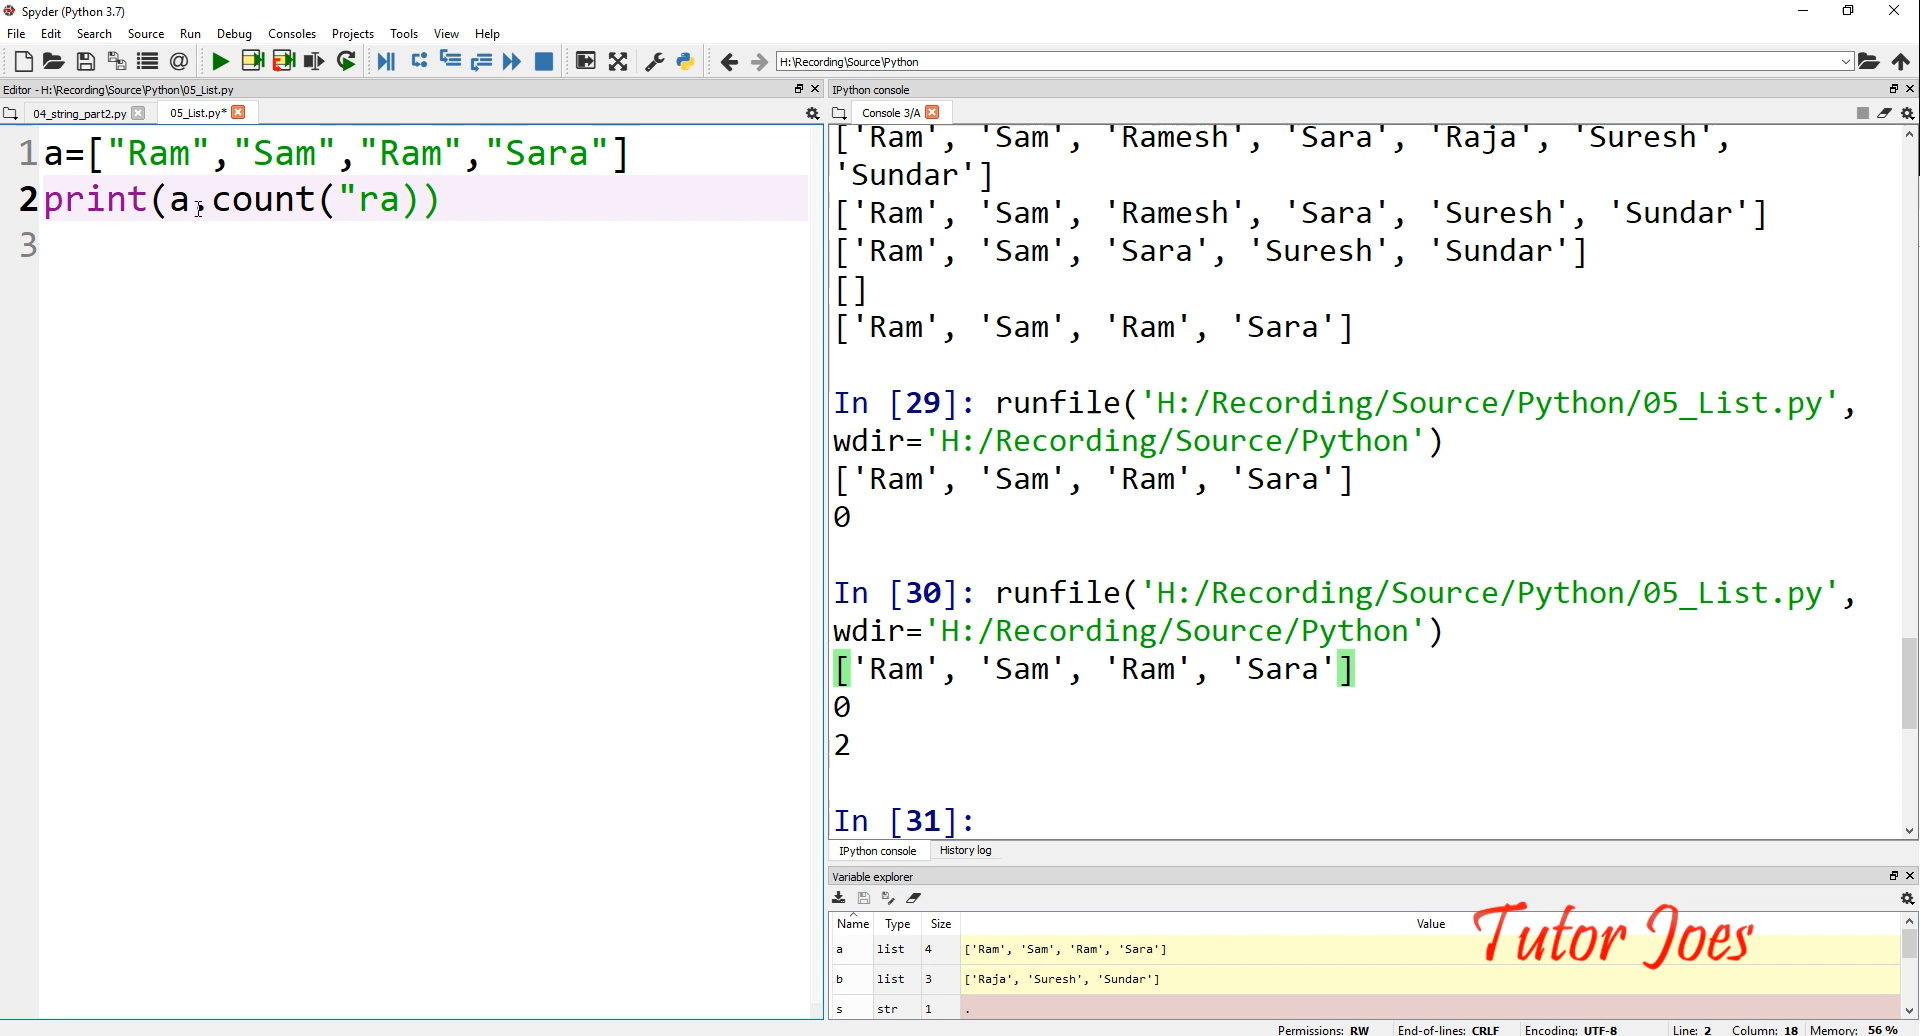 Spyder (Python 3.7)
File Edit Search Source Run Debug Consoles Projects Tools View Help
H:\Recording\Source\Python
Editor - H:\Recording\Source\Python\05_List.py
04_string_part2.py 05_List.py*
1 a=["Ram","Sam","Ram","Sara"]
2 print(a.count("ra))
3
IPython console
Console 3/A
['Ram', 'Sam', 'Ramesh', 'Sara', 'Raja', 'Suresh',
'Sundar']
['Ram', 'Sam', 'Ramesh', 'Sara', 'Suresh', 'Sundar']
['Ram', 'Sam', 'Sara', 'Suresh', 'Sundar']
[]
['Ram', 'Sam', 'Ram', 'Sara']
In [29]: runfile('H:/Recording/Source/Python/05_List.py',
wdir='H:/Recording/Source/Python')
['Ram', 'Sam', 'Ram', 'Sara']
0
In [30]: runfile('H:/Recording/Source/Python/05_List.py',
wdir='H:/Recording/Source/Python')
['Ram', 'Sam', 'Ram', 'Sara']
0
2
In [31]:
IPython console History log
Variable explorer
Name Type Size Value
a list 4 ['Ram', 'Sam', 'Ram', 'Sara']
b list 3 ['Raja', 'Suresh', 'Sundar']
s str 1 .
Tutor Joes
Permissions: RW End-of-lines: CRLF Encoding: UTF-8 Line: 2 Column: 18 Memory: 56 %